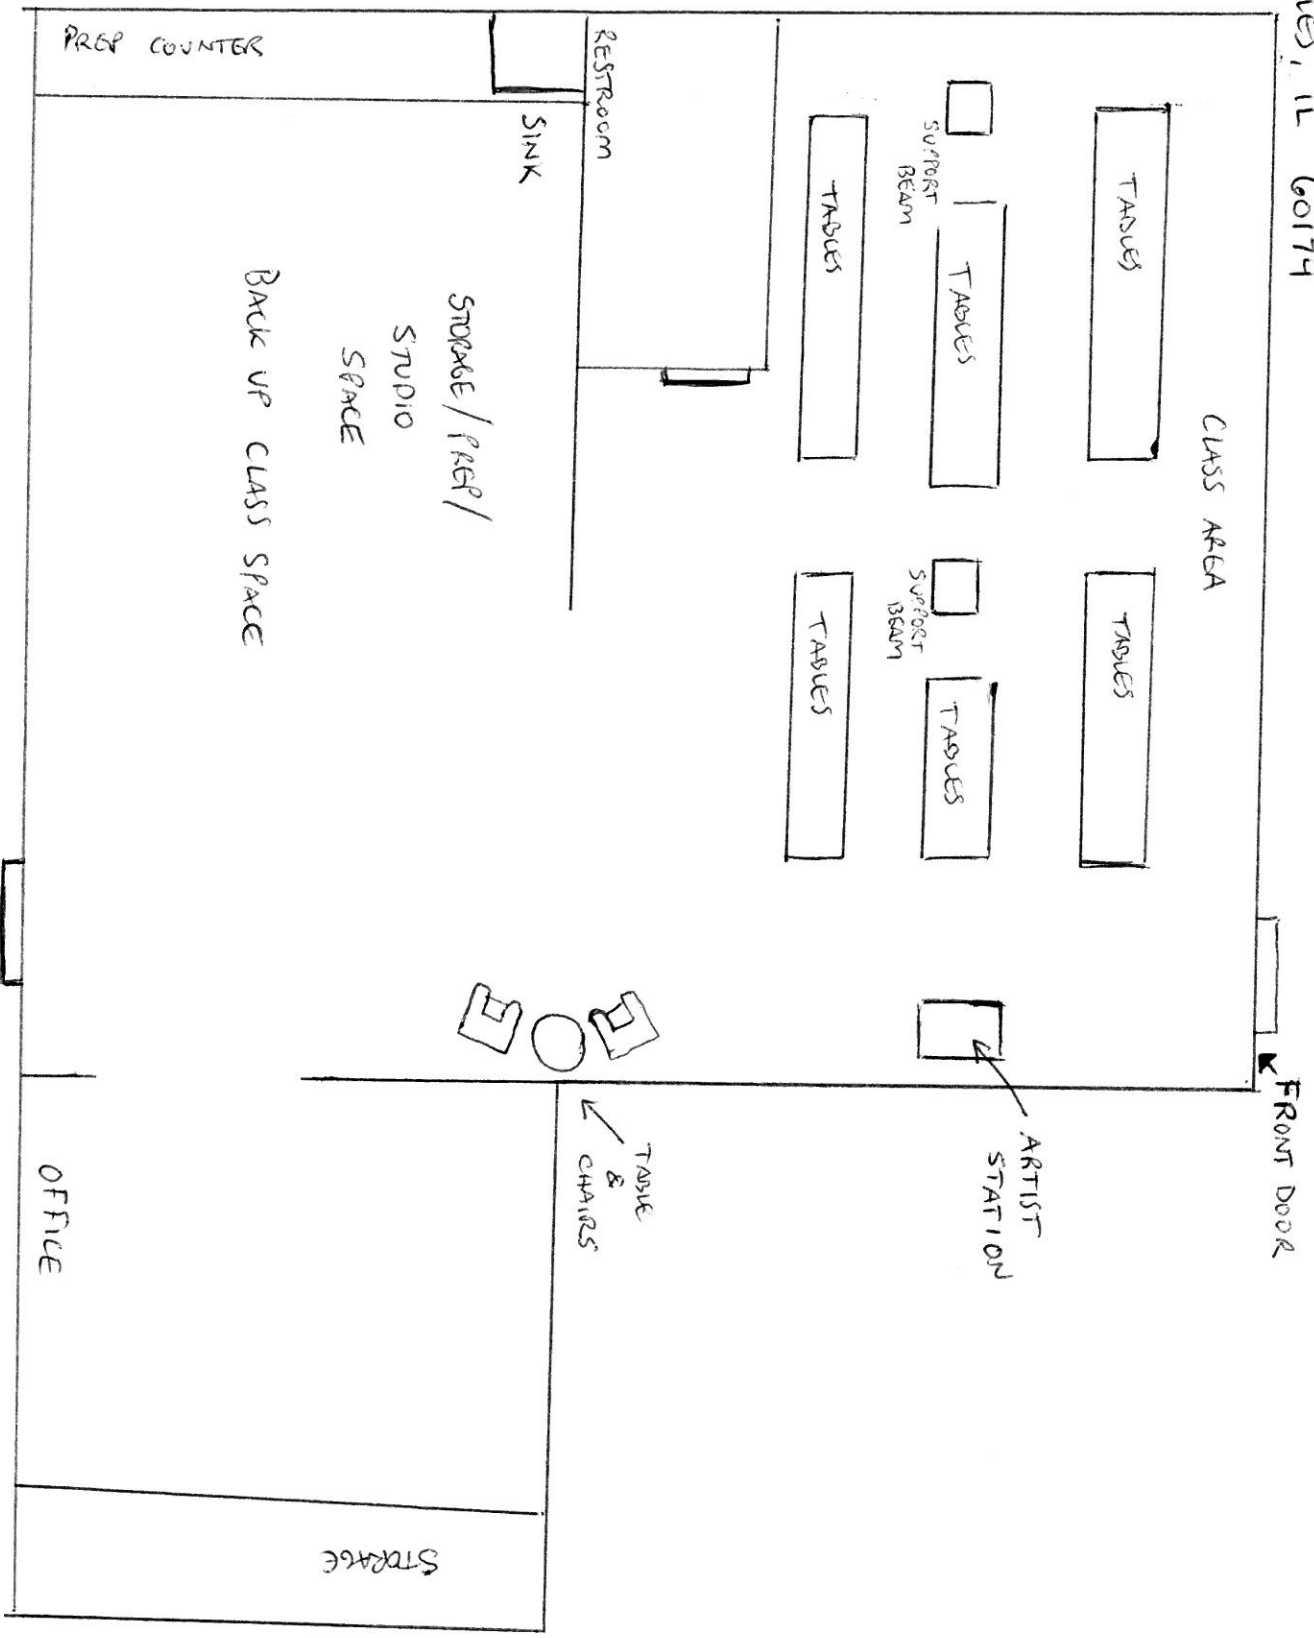 IL 60174
PREP COUNTER
RESTROOM
SINK
SUPPORT
BEAM
TABLES
TABLES
TABLES
CLASS AREA
STORAGE/PREP/
STUDIO
SPACE
BACK UP CLASS SPACE
SUPPORT
BEAM
TABLES
TABLES
TABLES
FRONT DOOR
ARTIST
STATION
TABLE
&
CHAIRS
OFFICE
STORAGE